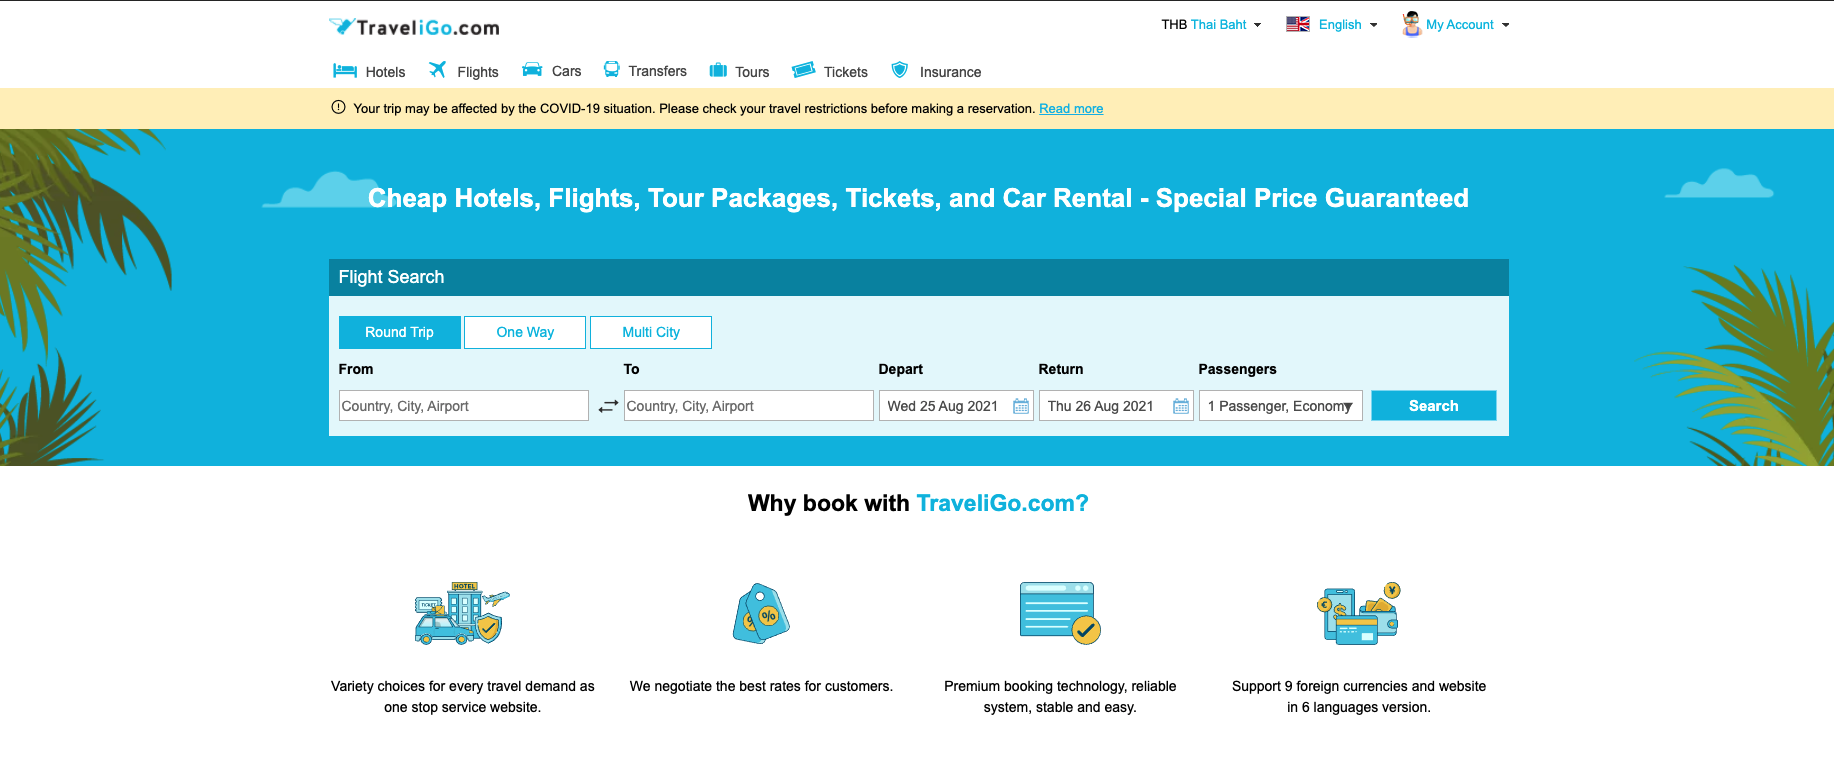 TraveliGo.com
THB Thai Baht English My Account
Hotels Flights Cars Transfers Tours Tickets Insurance
Your trip may be affected by the COVID-19 situation. Please check your travel restrictions before making a reservation. Read more
Cheap Hotels, Flights, Tour Packages, Tickets, and Car Rental - Special Price Guaranteed
Flight Search
Round Trip One Way Multi City
From To Depart Return Passengers
Country, City, Airport Country, City, Airport Wed 25 Aug 2021 Thu 26 Aug 2021 1 Passenger, Economy Search
Why book with TraveliGo.com?
HOTEL
TICKET
% %
€ $ ¥
Variety choices for every travel demand as
one stop service website.
We negotiate the best rates for customers.
Premium booking technology, reliable
system, stable and easy.
Support 9 foreign currencies and website
in 6 languages version.